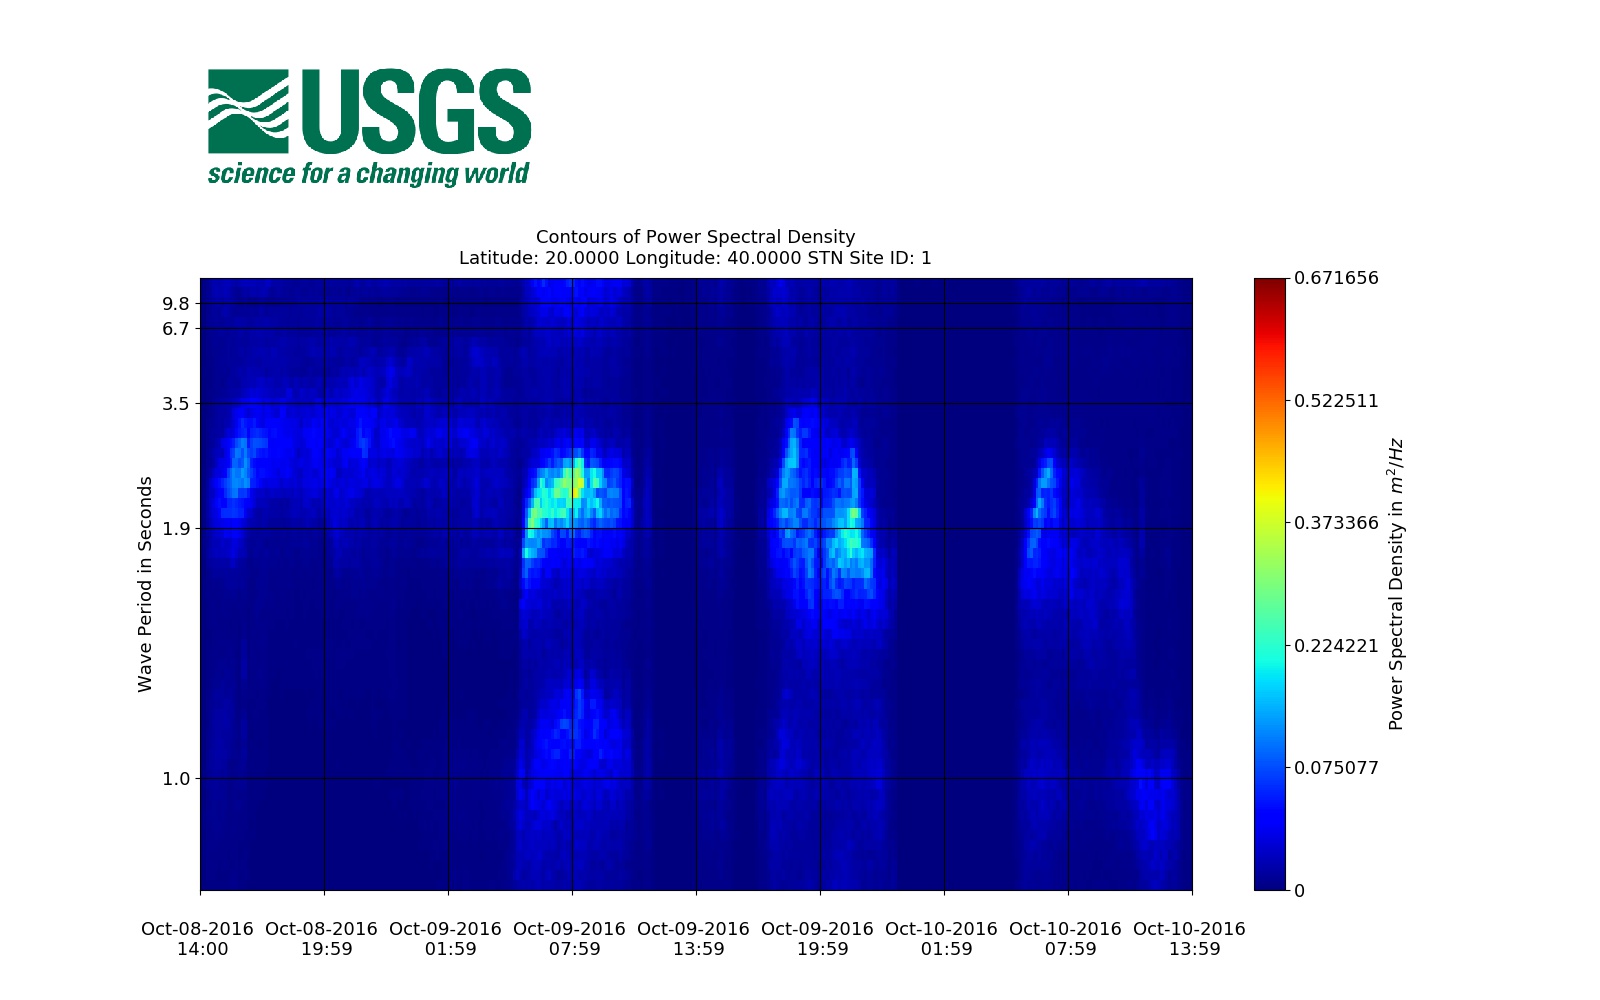 USGS
science for a changing world
Contours of Power Spectral Density
Latitude: 20.0000 Longitude: 40.0000 STN Site ID: 1
9.8
6.7
3.5
1.9
1.0
Wave Period in Seconds
0.671656
0.522511
0.373366
0.224221
0.075077
0
Power Spectral Density in m²/Hz
Oct-08-2016 Oct-08-2016 Oct-09-2016 Oct-09-2016 Oct-09-2016 Oct-09-2016 Oct-10-2016 Oct-10-2016 Oct-10-2016
14:00 19:59 01:59 07:59 13:59 19:59 01:59 07:59 13:59